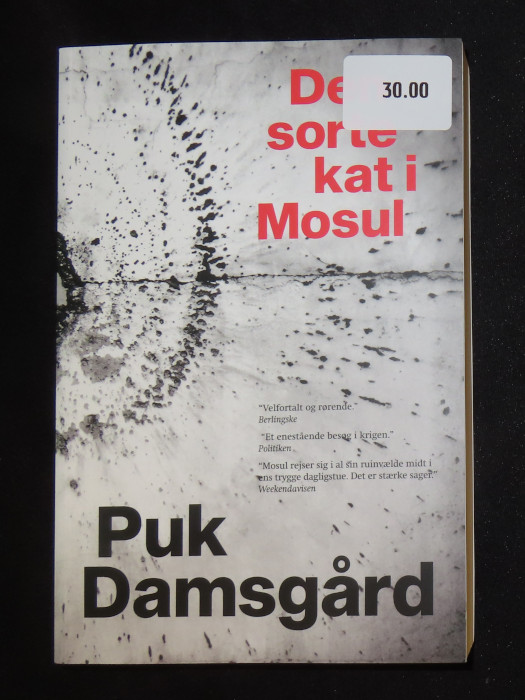 De
30.00
sorte
kat i
Mosul
“Velfortalt og rørende.”
Berlingske
“Et enestående besøg i krigen.”
Politiken
“Mosul rejser sig i al sin ruinvælde midt i
ens trygge dagligstue. Det er stærke sager.”
Weekendavisen
Puk
Damsgård